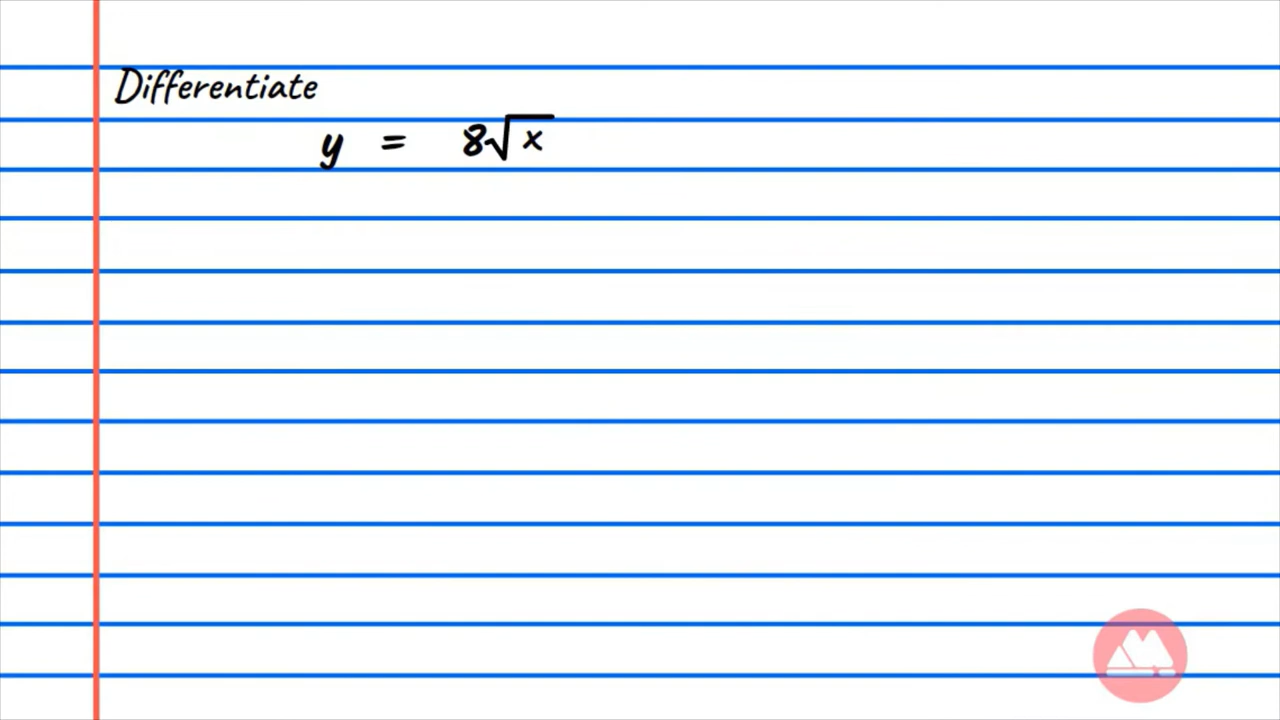 Differentiate
y = 8√x